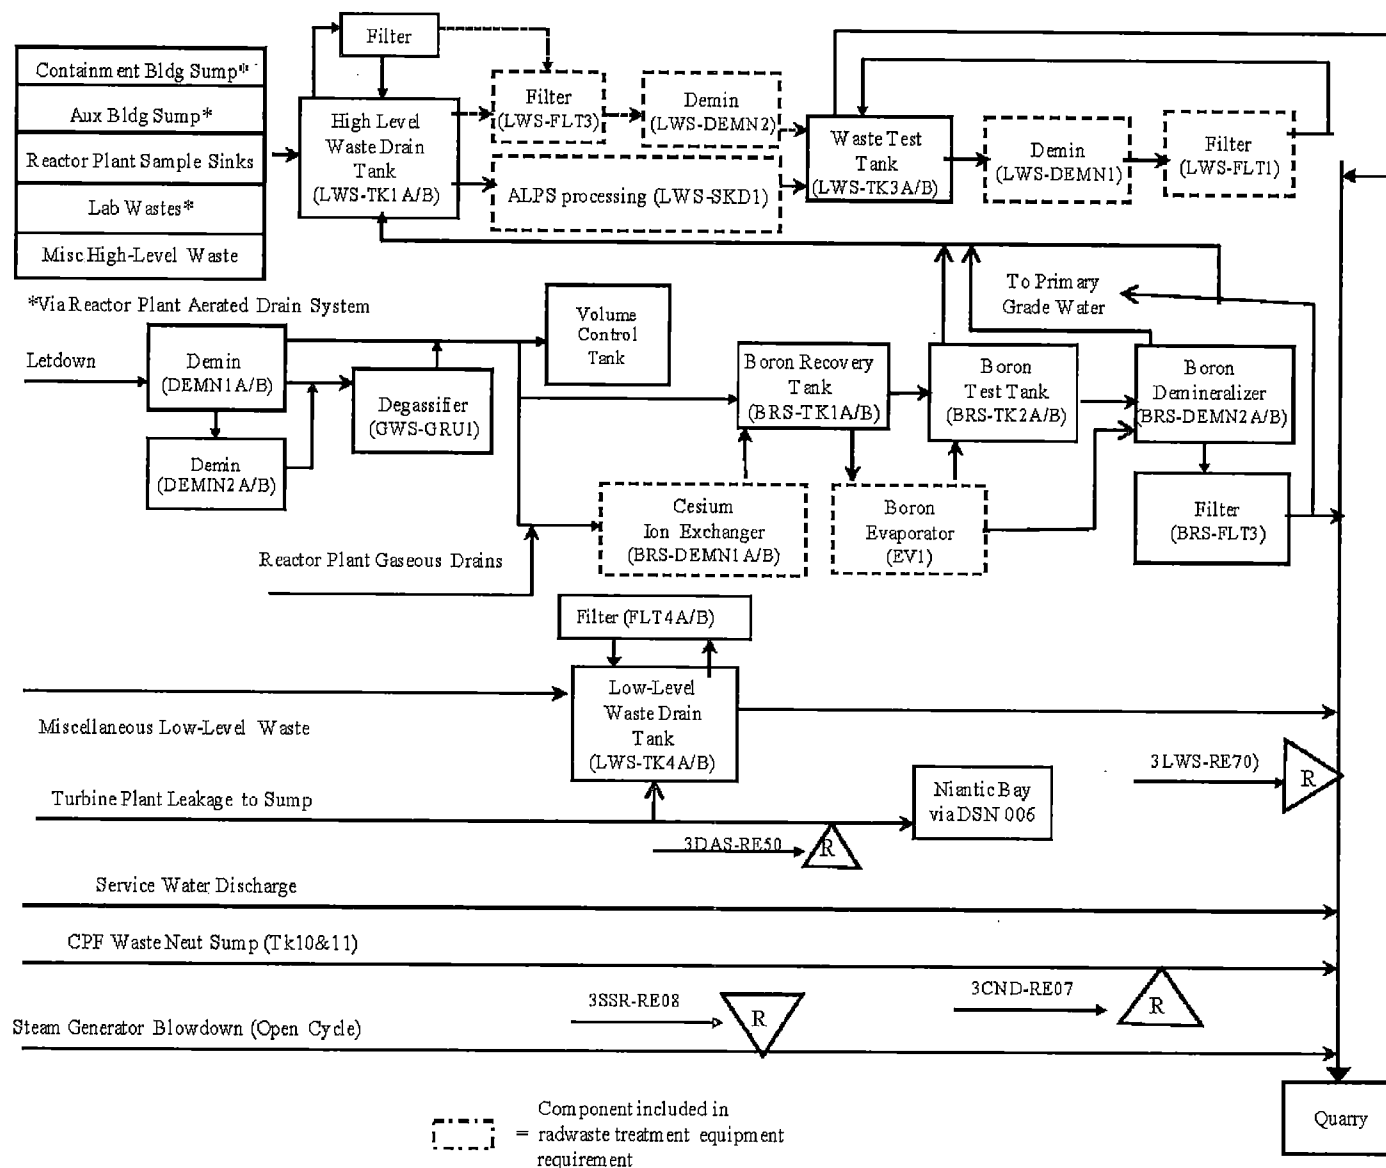 Filter
Containment Bldg Sump*
Aux Bldg Sump*
Reactor Plant Sample Sinks
Lab Wastes*
Misc High-Level Waste
High Level
Waste Drain
Tank
(LWS-TK1A/B)
Filter
(LWS-FLT3)
Demin
(LWS-DEMN2)
ALPS processing (LWS-SKD1)
Waste Test
Tank
(LWS-TK3A/B)
Demin
(LWS-DEMN1)
Filter
(LWS-FLT1)
*Via Reactor Plant Aerated Drain System
To Primary
Grade Water
Letdown
Demin
(DEMN1A/B)
Demin
(DEMIN2A/B)
Degassifier
(GWS-GRU1)
Volume
Control
Tank
Boron Recovery
Tank
(BRS-TK1A/B)
Boron
Test Tank
(BRS-TK2A/B)
Boron
Demineralizer
(BRS-DEMN2A/B)
Cesium
Ion Exchanger
(BRS-DEMN1A/B)
Boron
Evaporator
(EV1)
Filter
(BRS-FLT3)
Reactor Plant Gaseous Drains
Filter (FLT4A/B)
Low-Level
Waste Drain
Tank
(LWS-TK4A/B)
Miscellaneous Low-Level Waste
3LWS-RE70)
R
Turbine Plant Leakage to Sump
Niantic Bay
via DSN 006
3DAS-RE50
R
Service Water Discharge
CPF Waste Neut Sump (Tk10&11)
3SSR-RE08
R
3CND-RE07
R
Steam Generator Blowdown (Open Cycle)
Quarry
Component included in
= radwaste treatment equipment
requirement